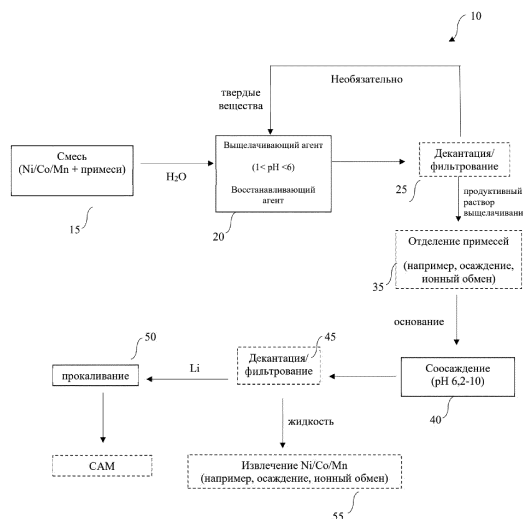 10
Необязательно
твердые
вещества
Смесь
(Ni/Co/Mn + примеси)
15
H₂O
Выщелачивающий агент
(1< pH <6)
Восстанавливающий
агент
20
Декантация/
фильтрование
25
продуктивный
раствор
выщелачивани
Отделение примесей
(например, осаждение,
ионный обмен)
35
основание
Соосаждение
(pH 6,2-10)
40
45
Декантация/
фильтрование
Li
50
прокаливание
CAM
жидкость
Извлечение Ni/Co/Mn
(например, осаждение, ионный обмен)
55